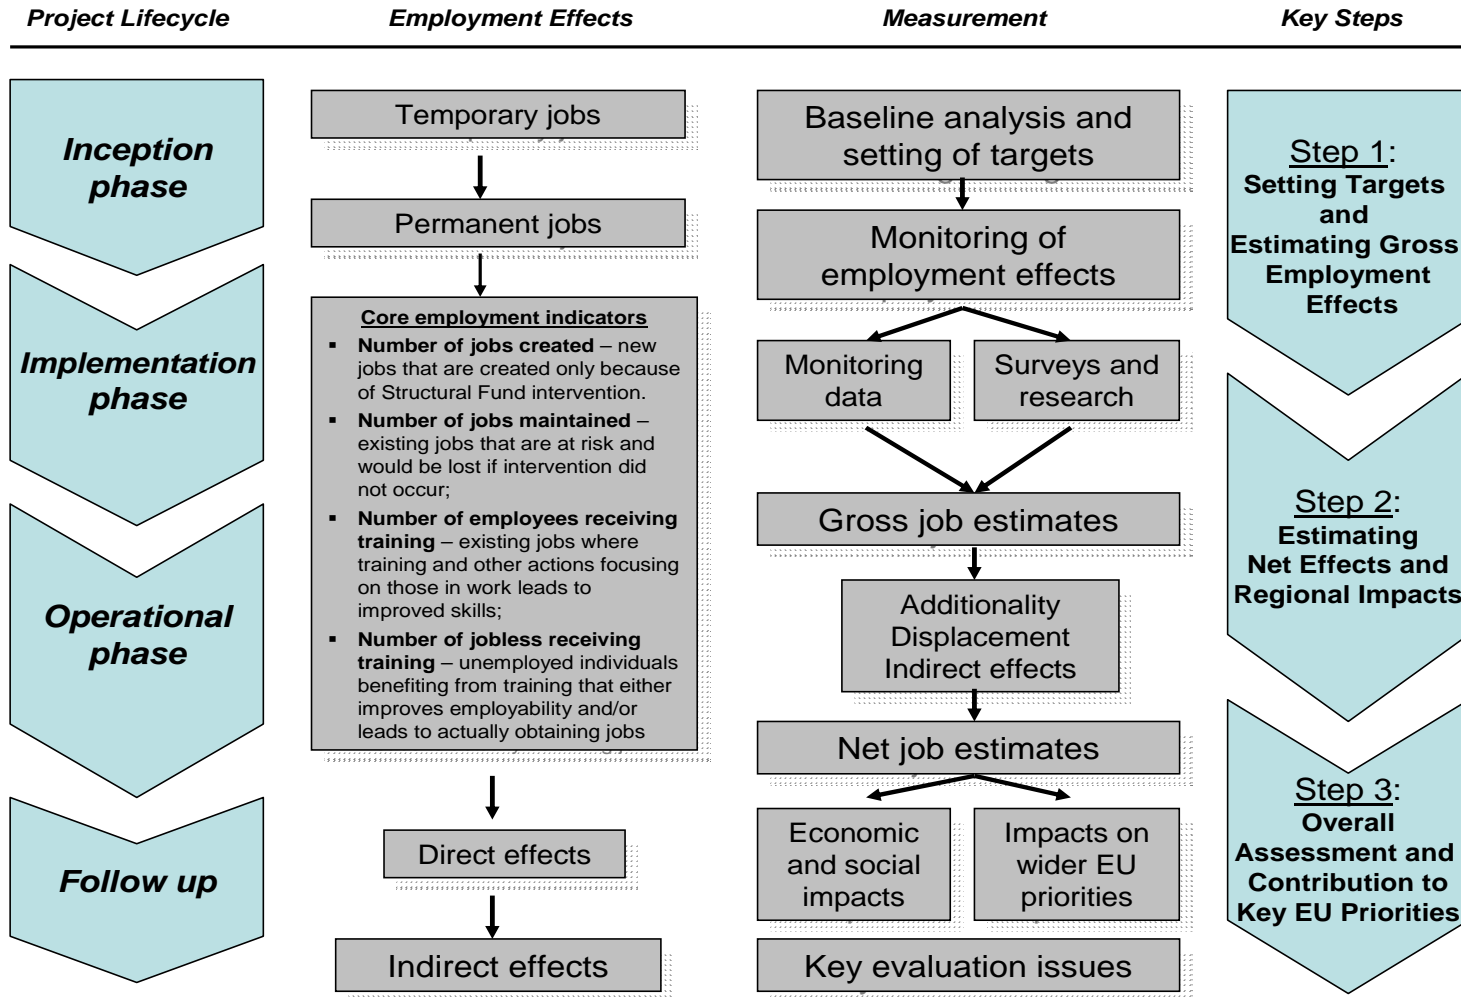 Project Lifecycle
Employment Effects
Measurement
Key Steps
Inception
phase
Implementation
phase
Operational
phase
Follow up
Temporary jobs
Permanent jobs
Core employment indicators
▪ Number of jobs created – new
jobs that are created only because
of Structural Fund intervention.
▪ Number of jobs maintained –
existing jobs that are at risk and
would be lost if intervention did
not occur;
▪ Number of employees receiving
training – existing jobs where
training and other actions focusing
on those in work leads to
improved skills;
▪ Number of jobless receiving
training – unemployed individuals
benefiting from training that either
improves employability and/or
leads to actually obtaining jobs
Direct effects
Indirect effects
Baseline analysis and
setting of targets
Monitoring of
employment effects
Monitoring
data
Surveys and
research
Gross job estimates
Additionality
Displacement
Indirect effects
Net job estimates
Economic
and social
impacts
Impacts on
wider EU
priorities
Key evaluation issues
Step 1:
Setting Targets
and
Estimating Gross
Employment
Effects
Step 2:
Estimating
Net Effects and
Regional Impacts
Step 3:
Overall
Assessment and
Contribution to
Key EU Priorities